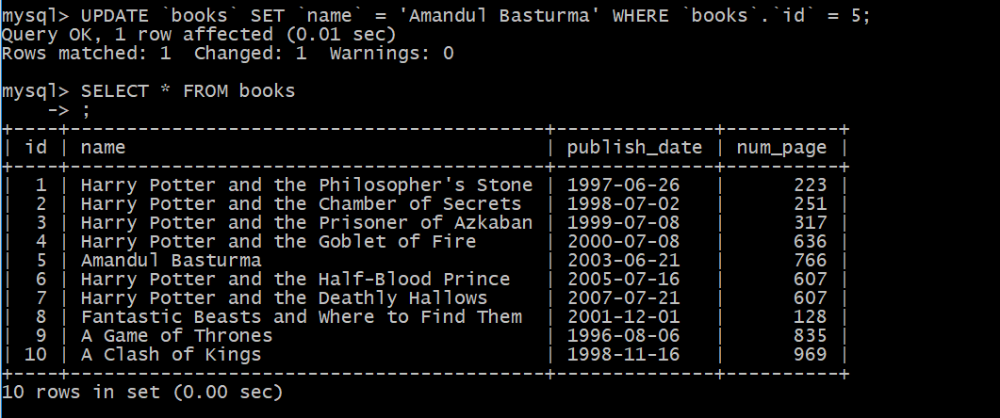 mysql> UPDATE `books` SET `name` = 'Amandul Basturma' WHERE `books`.`id` = 5;
Query OK, 1 row affected (0.01 sec)
Rows matched: 1  Changed: 1  Warnings: 0

mysql> SELECT * FROM books
    -> ;
+----+-----------------------------------------+--------------+----------+
| id | name                                    | publish_date | num_page |
+----+-----------------------------------------+--------------+----------+
|  1 | Harry Potter and the Philosopher's Stone | 1997-06-26   |      223 |
|  2 | Harry Potter and the Chamber of Secrets  | 1998-07-02   |      251 |
|  3 | Harry Potter and the Prisoner of Azkaban | 1999-07-08   |      317 |
|  4 | Harry Potter and the Goblet of Fire      | 2000-07-08   |      636 |
|  5 | Amandul Basturma                         | 2003-06-21   |      766 |
|  6 | Harry Potter and the Half-Blood Prince   | 2005-07-16   |      607 |
|  7 | Harry Potter and the Deathly Hallows     | 2007-07-21   |      607 |
|  8 | Fantastic Beasts and Where to Find Them  | 2001-12-01   |      128 |
|  9 | A Game of Thrones                        | 1996-08-06   |      835 |
| 10 | A Clash of Kings                         | 1998-11-16   |      969 |
+----+-----------------------------------------+--------------+----------+
10 rows in set (0.00 sec)